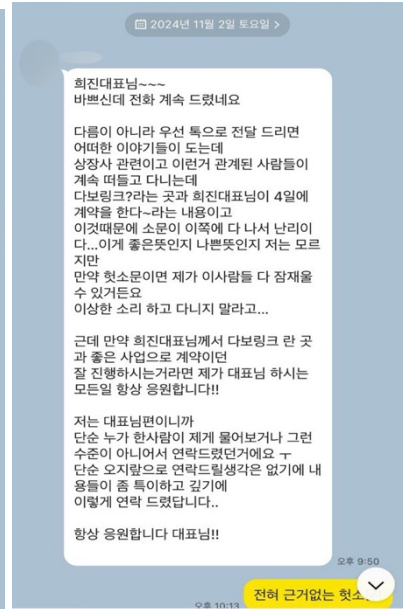 2024년 11월 2일 토요일 >
희진대표님~~~
바쁘신데 전화 계속 드렸네요
다름이 아니라 우선 톡으로 전달 드리면
어떠한 이야기들이 도는데
상장사 관련이고 이런거 관계된 사람들이
계속 떠들고 다니는데
다보링크?라는 곳과 희진대표님이 4일에
계약을 한다~라는 내용이고
이것때문에 소문이 이쪽에 다 나서 난리이
다...이게 좋은뜻인지 나쁜뜻인지 저는 모르
지만
만약 헛소문이면 제가 이사람들 다 잠재울
수 있거든요
이상한 소리 하고 다니지 말라고...
근데 만약 희진대표님께서 다보링크 란 곳
과 좋은 사업으로 계약이던
잘 진행하시는거라면 제가 대표님 하시는
모든일 항상 응원합니다!!
저는 대표님편이니까
단순 누가 한사람이 제게 물어보거나 그런
수준이 아니어서 연락드렸던거에요 ㅜ
단순 오지랖으로 연락드릴생각은 없기에 내
용들이 좀 특이하고 깊기에
이렇게 연락 드렸답니다..
항상 응원합니다 대표님!!
오후 9:50
전혀 근거없는 헛소
오후 10:13